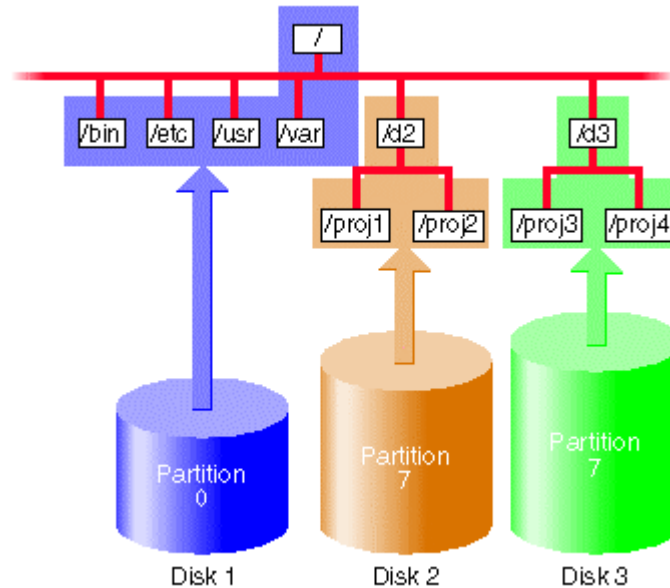 /
/bin /etc /usr /var /d2 /d3
/proj1 /proj2 /proj3 /proj4
Partition
0
Partition
7
Partition
7
Disk 1 Disk 2 Disk 3